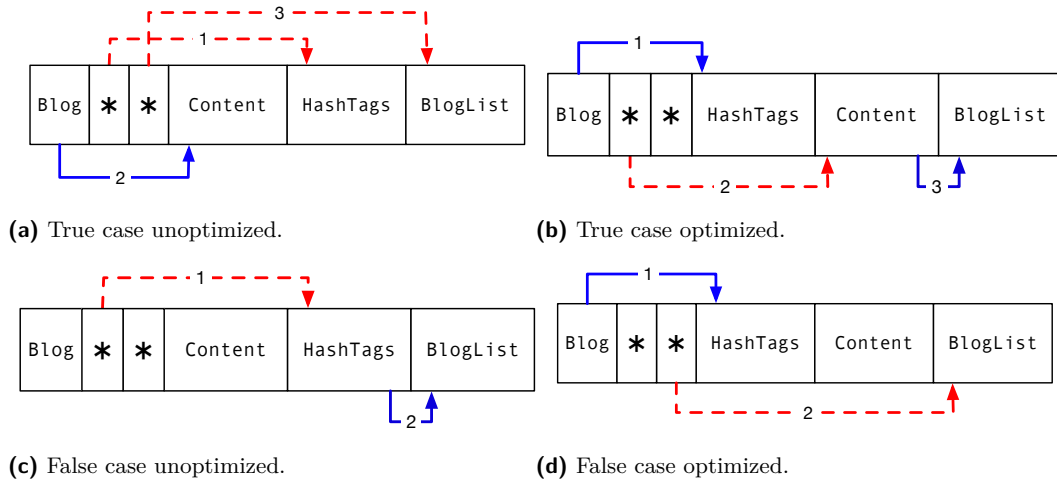 3
1
Blog * * Content HashTags BlogList
2
(a) True case unoptimized.
1
Blog * * HashTags Content BlogList
2 3
(b) True case optimized.
1
Blog * * Content HashTags BlogList
2
(c) False case unoptimized.
1
Blog * * HashTags Content BlogList
2
(d) False case optimized.